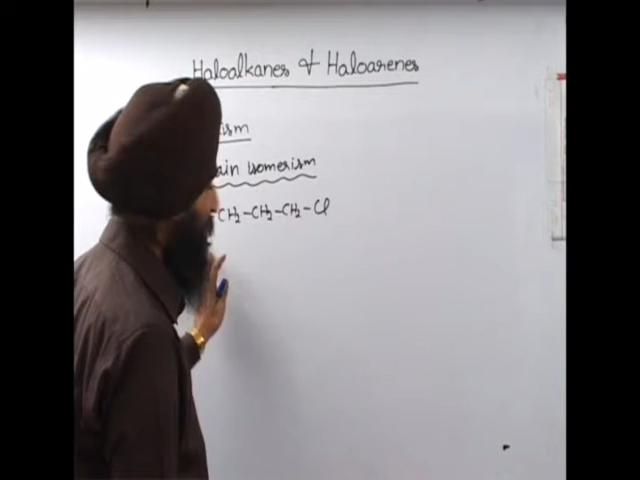 Haloalkanes & Haloarenes
ism
ain isomerism
-CH₂-CH₂-CH₂-Cl